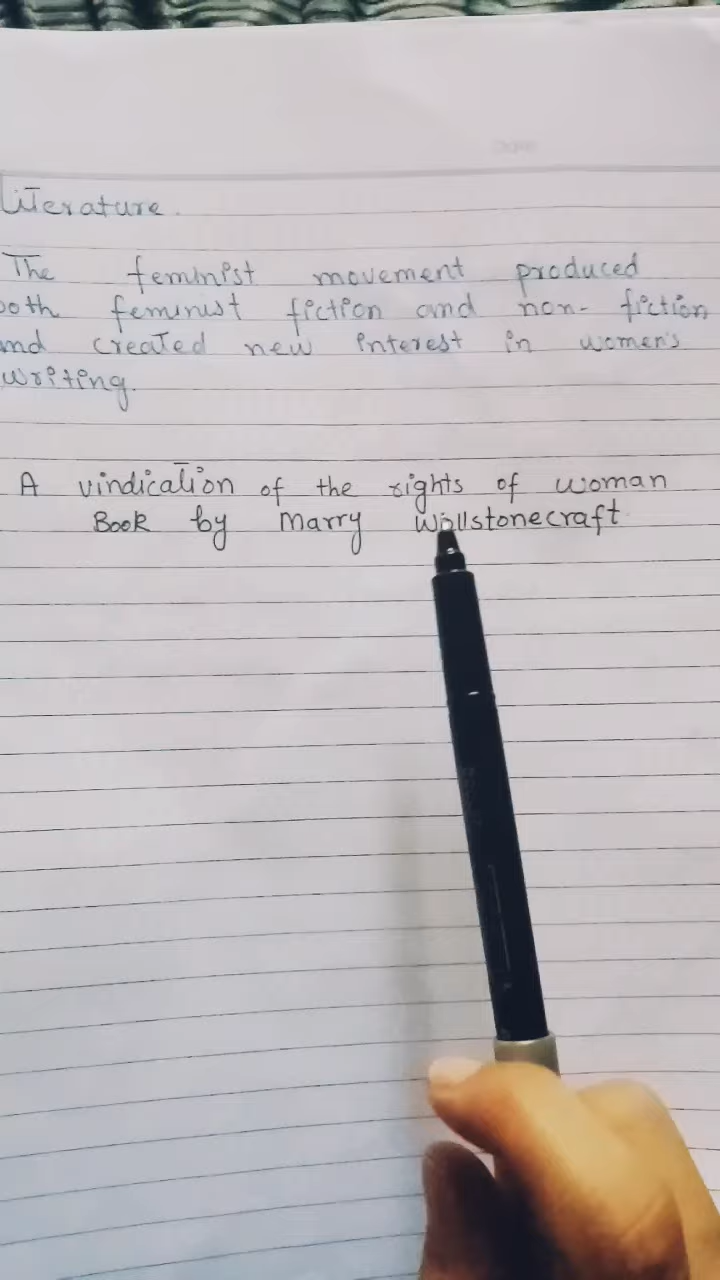 Literature.
The feminist movement produced
both feminist fiction and non-fiction
and created new interest in women's
writing.
A vindication of the rights of woman
Book by Marry Wollstonecraft